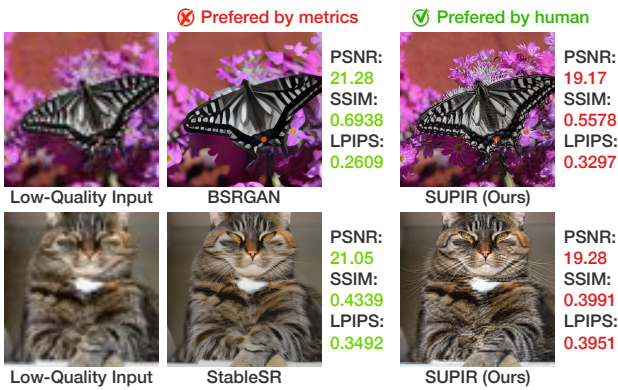 Prefered by metrics
Prefered by human
PSNR:
21.28
SSIM:
0.6938
LPIPS:
0.2609
PSNR:
19.17
SSIM:
0.5578
LPIPS:
0.3297
Low-Quality Input
BSRGAN
SUPIR (Ours)
PSNR:
21.05
SSIM:
0.4339
LPIPS:
0.3492
PSNR:
19.28
SSIM:
0.3991
LPIPS:
0.3951
Low-Quality Input
StableSR
SUPIR (Ours)